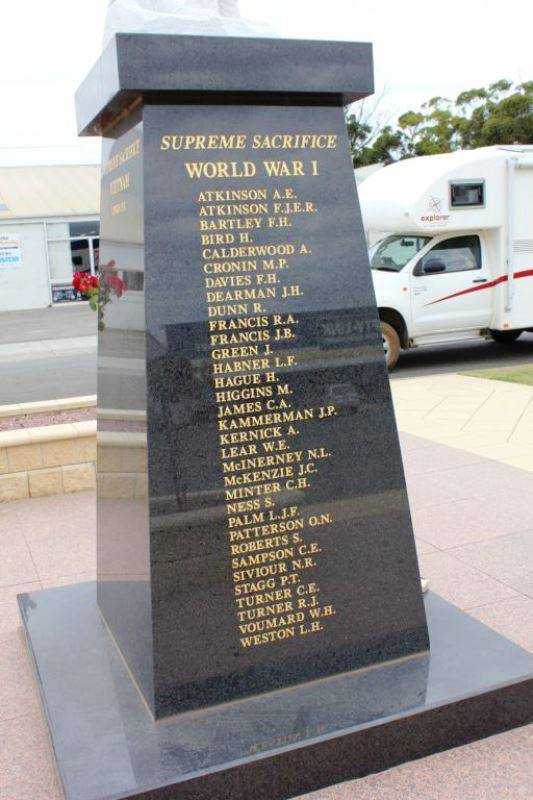 SUPREME SACRIFICE
WORLD WAR I
ATKINSON A.E.
ATKINSON F.J.E.R.
BARTLEY F.H.
BIRD H.
CALDERWOOD A.
CRONIN M.P.
DAVIES F.H.
DEARMAN J.H.
DUNN R.
FRANCIS R.A.
FRANCIS J.B.
GREEN J.
HABNER L.F.
HAGUE H.
HIGGINS M.
JAMES C.A.
KAMMERMAN J.P.
KERNICK A.
LEAR W.E.
McINERNEY N.L.
McKENZIE J.C.
MINTER C.H.
NESS S.
PALM L.J.F.
PATTERSON O.N.
ROBERTS S.
SAMPSON C.E.
SIVIOUR N.R.
STAGG P.T.
TURNER C.E.
TURNER R.J.
VOUMARD W.H.
WESTON L.H.
SUPREME SACRIFICE
VIETNAM
explorer